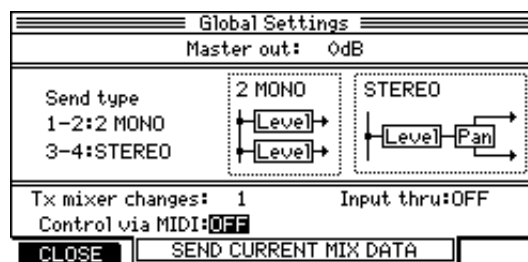 Global Settings
Master out: 0dB
Send type
1-2:2 MONO
3-4:STEREO
2 MONO
Level
Level
STEREO
Level Pan
Tx mixer changes: 1 Input thru:OFF
Control via MIDI:OFF
CLOSE SEND CURRENT MIX DATA